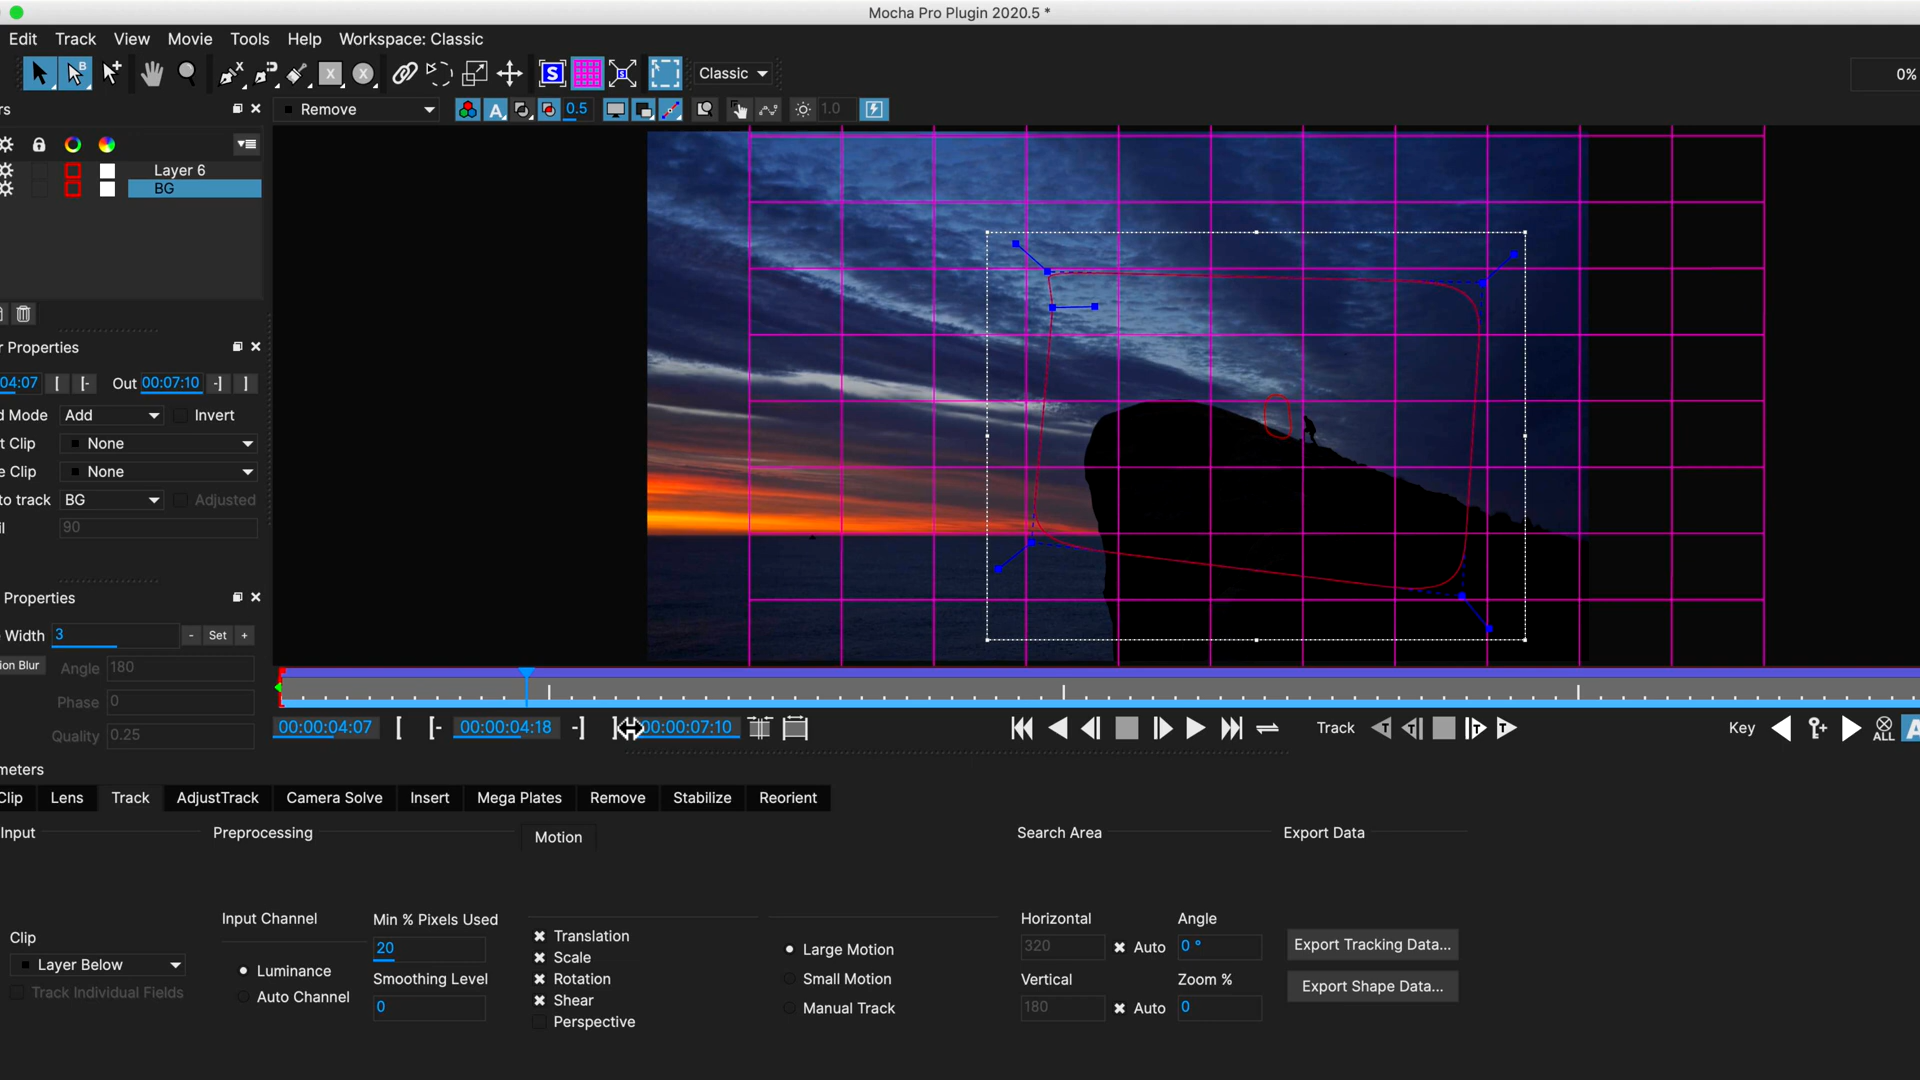 Mocha Pro Plugin 2020.5 *
Edit Track View Movie Tools Help Workspace: Classic
S Classic 0%
rs Remove A 0.5 1.0
Layer 6
BG
r Properties
04:07 [ [- Out 00:07:10 -] ]
d Mode Add Invert
t Clip None
e Clip None
to track BG Adjusted
il 90
Properties
Width 3 - Set +
ion Blur Angle 180
Phase 0
Quality 0.25
00:00:04:07 [ [- 00:00:04:18 -] ] 00:00:07:10 Track T T T T Key ALL A
meters
Clip Lens Track AdjustTrack Camera Solve Insert Mega Plates Remove Stabilize Reorient
Input Preprocessing Motion Search Area Export Data
Input Channel Min % Pixels Used Horizontal Angle
Clip 20 Translation Large Motion 320 Auto 0 ° Export Tracking Data...
Layer Below Luminance Scale
Track Individual Fields Auto Channel Smoothing Level Rotation Small Motion Vertical Zoom % Export Shape Data...
0 Shear Manual Track 180 Auto 0
Perspective